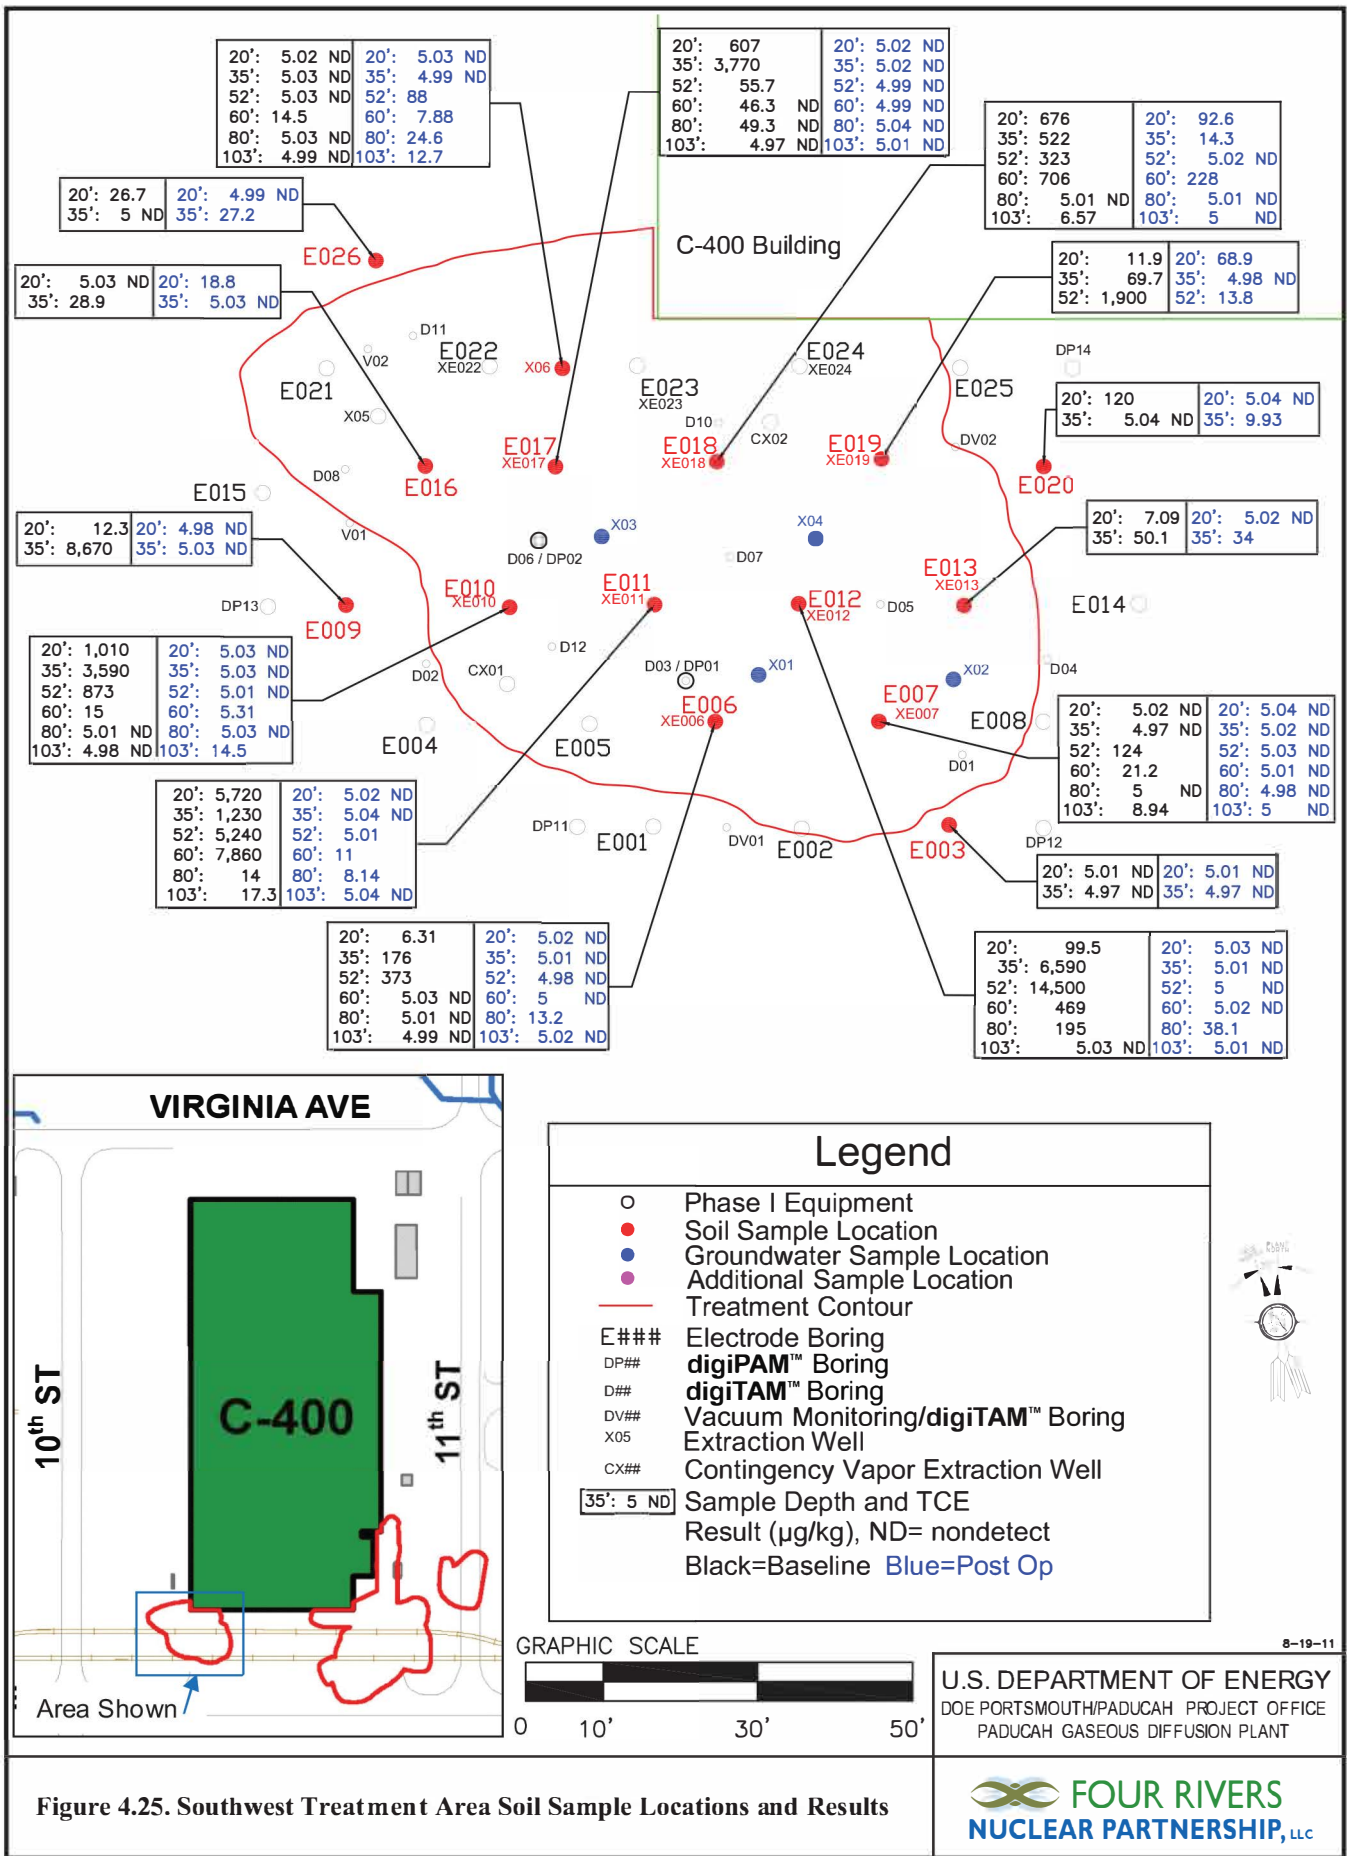 20': 5.02 ND 20': 5.03 ND
35': 5.03 ND 35': 4.99 ND
52': 5.03 ND 52': 88
60': 14.5 60': 7.88
80': 5.03 ND 80': 24.6
103': 4.99 ND 103': 12.7
20': 607 20': 5.02 ND
35': 3,770 35': 5.02 ND
52': 55.7 52': 4.99 ND
60': 46.3 ND 60': 4.99 ND
80': 49.3 ND 80': 5.04 ND
103': 4.97 ND 103': 5.01 ND
20': 676 20': 92.6
35': 522 35': 14.3
52': 323 52': 5.02 ND
60': 706 60': 228
80': 5.01 ND 80': 5.01 ND
103': 6.57 103': 5 ND
20': 26.7 20': 4.99 ND
35': 5 ND 35': 27.2
E026
C-400 Building
20': 11.9 20': 68.9
35': 69.7 35': 4.98 ND
52': 1,900 52': 13.8
20': 5.03 ND 20': 18.8
35': 28.9 35': 5.03 ND
D11
V02
E022
XE022
X06
E021
E023
XE023
E024
XE024
E025
DP14
X05
20': 120 20': 5.04 ND
35': 5.04 ND 35': 9.93
D10
CX02
DV02
E017
XE017
E018
XE018
E019
XE019
E020
D08
E016
E015
20': 12.3 20': 4.98 ND
35': 8,670 35': 5.03 ND
V01
X03
X04
D06 / DP02
D07
20': 7.09 20': 5.02 ND
35': 50.1 35': 34
DP13
E009
E010
XE010
E011
XE011
E012
XE012
D05
E013
XE013
E014
20': 1,010 20': 5.03 ND
35': 3,590 35': 5.03 ND
52': 873 52': 5.01 ND
60': 15 60': 5.31
80': 5.01 ND 80': 5.03 ND
103': 4.98 ND 103': 14.5
D12
D02
CX01
D03 / DP01
X01
X02
D04
E004
E005
E006
XE006
E007
XE007
E008
D01
20': 5.02 ND 20': 5.04 ND
35': 4.97 ND 35': 5.02 ND
52': 124 52': 5.03 ND
60': 21.2 60': 5.01 ND
80': 5 ND 80': 4.98 ND
103': 8.94 103': 5 ND
20': 5,720 20': 5.02 ND
35': 1,230 35': 5.04 ND
52': 5,240 52': 5.01
60': 7,860 60': 11
80': 14 80': 8.14
103': 17.3 103': 5.04 ND
DP11
E001
DV01
E002
E003
DP12
20': 5.01 ND 20': 5.01 ND
35': 4.97 ND 35': 4.97 ND
20': 6.31 20': 5.02 ND
35': 176 35': 5.01 ND
52': 373 52': 4.98 ND
60': 5.03 ND 60': 5 ND
80': 5.01 ND 80': 13.2
103': 4.99 ND 103': 5.02 ND
20': 99.5 20': 5.03 ND
35': 6,590 35': 5.01 ND
52': 14,500 52': 5 ND
60': 469 60': 5.02 ND
80': 195 80': 38.1
103': 5.03 ND 103': 5.01 ND
VIRGINIA AVE
10th ST
C-400
11th ST
Area Shown
Legend
Phase I Equipment
Soil Sample Location
Groundwater Sample Location
Additional Sample Location
Treatment Contour
E### Electrode Boring
DP## digiPAM™ Boring
D## digiTAM™ Boring
DV## Vacuum Monitoring/digiTAM™ Boring
X05 Extraction Well
CX## Contingency Vapor Extraction Well
35': 5 ND Sample Depth and TCE
Result (µg/kg), ND= nondetect
Black=Baseline Blue=Post Op
GRAPHIC SCALE
0 10' 30' 50'
8-19-11
U.S. DEPARTMENT OF ENERGY
DOE PORTSMOUTH/PADUCAH PROJECT OFFICE
PADUCAH GASEOUS DIFFUSION PLANT
Figure 4.25. Southwest Treatment Area Soil Sample Locations and Results
FOUR RIVERS
NUCLEAR PARTNERSHIP, LLC